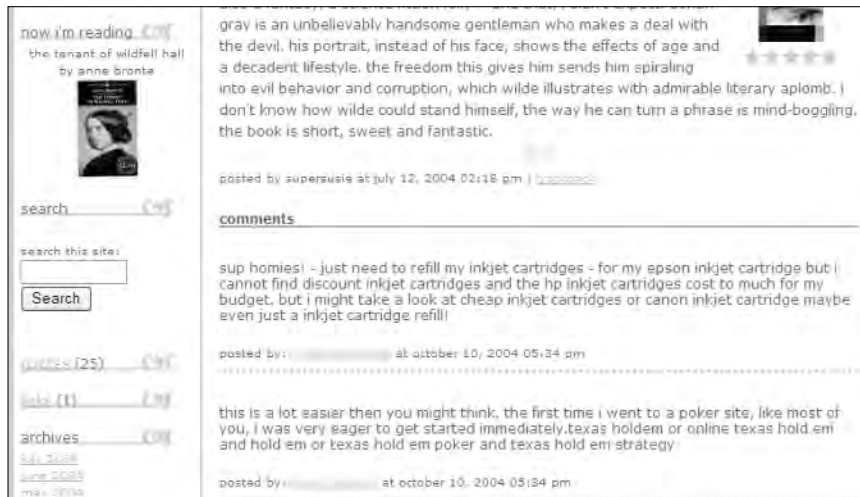 now i'm reading
the tenant of wildfell hall
by anne bronte
search
search this site:
Search
quotes (25)
links (1)
archives
july 2004
june 2004
may 2004
gray is an unbelievably handsome gentleman who makes a deal with
the devil. his portrait, instead of his face, shows the effects of age and
a decadent lifestyle. the freedom this gives him sends him spiraling
into evil behavior and corruption, which wilde illustrates with admirable literary aplomb. i
don't know how wilde could stand himself, the way he can turn a phrase is mind-boggling.
the book is short, sweet and fantastic.
posted by supersusie at july 12, 2004 02:18 pm |
comments
sup homies! - just need to refill my inkjet cartridges - for my epson inkjet cartridge but i
cannot find discount inkjet cartridges and the hp inkjet cartridges cost to much for my
budget. but i might take a look at cheap inkjet cartridges or canon inkjet cartridge maybe
even just a inkjet cartridge refill!
posted by: at october 10, 2004 05:34 pm
this is a lot easier then you might think. the first time i went to a poker site, like most of
you, i was very eager to get started immediately.texas holdem or online texas hold em
and hold em or texas hold em poker and texas hold em strategy
posted by: at october 10, 2004 05:34 pm